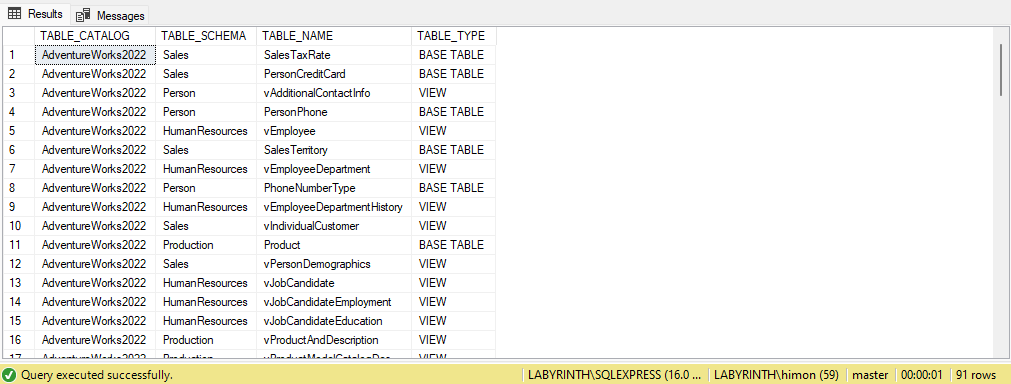 Results Messages
TABLE_CATALOG TABLE_SCHEMA TABLE_NAME TABLE_TYPE
1 AdventureWorks2022 Sales SalesTaxRate BASE TABLE
2 AdventureWorks2022 Sales PersonCreditCard BASE TABLE
3 AdventureWorks2022 Person vAdditionalContactInfo VIEW
4 AdventureWorks2022 Person PersonPhone BASE TABLE
5 AdventureWorks2022 HumanResources vEmployee VIEW
6 AdventureWorks2022 Sales SalesTerritory BASE TABLE
7 AdventureWorks2022 HumanResources vEmployeeDepartment VIEW
8 AdventureWorks2022 Person PhoneNumberType BASE TABLE
9 AdventureWorks2022 HumanResources vEmployeeDepartmentHistory VIEW
10 AdventureWorks2022 Sales vIndividualCustomer VIEW
11 AdventureWorks2022 Production Product BASE TABLE
12 AdventureWorks2022 Sales vPersonDemographics VIEW
13 AdventureWorks2022 HumanResources vJobCandidate VIEW
14 AdventureWorks2022 HumanResources vJobCandidateEmployment VIEW
15 AdventureWorks2022 HumanResources vJobCandidateEducation VIEW
16 AdventureWorks2022 Production vProductAndDescription VIEW
17 AdventureWorks2022 Production vProductModelCatalogDes VIEW
Query executed successfully. LABYRINTH\SQLEXPRESS (16.0 ... LABYRINTH\himon (59) master 00:00:01 91 rows